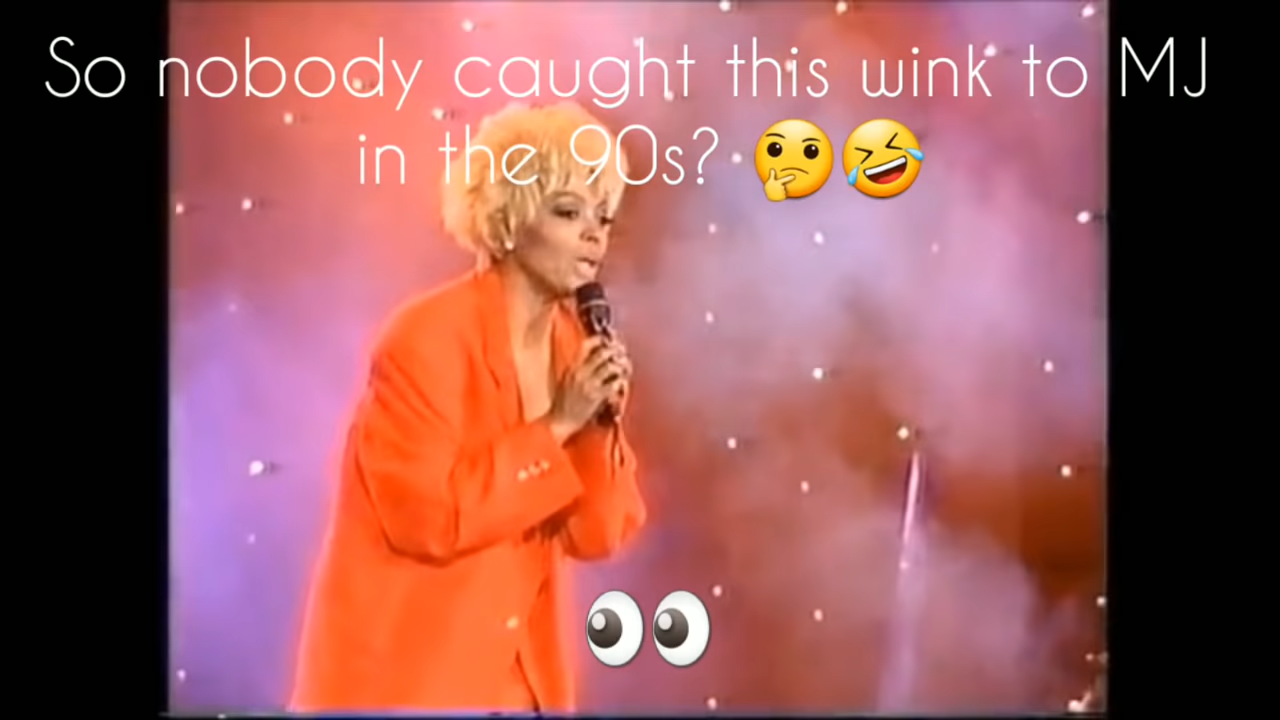 So nobody caught this wink to MJ
in the 90s? 🤔🤣
👀